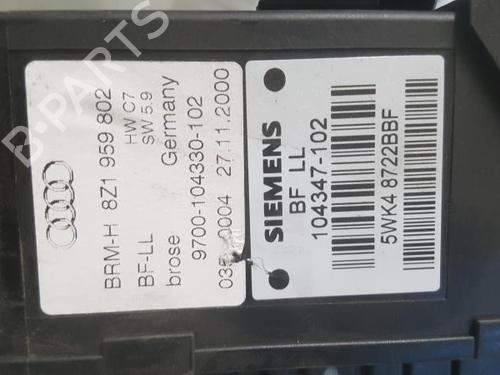 BRM-H 8Z1 959 802
HW C7
BF-LL SW 5.9
brose Germany
9700-104330-102
0004 27.11.2000
SIEMENS
BF LL
104347-102
5WK4 8722BBF
B-PARTS